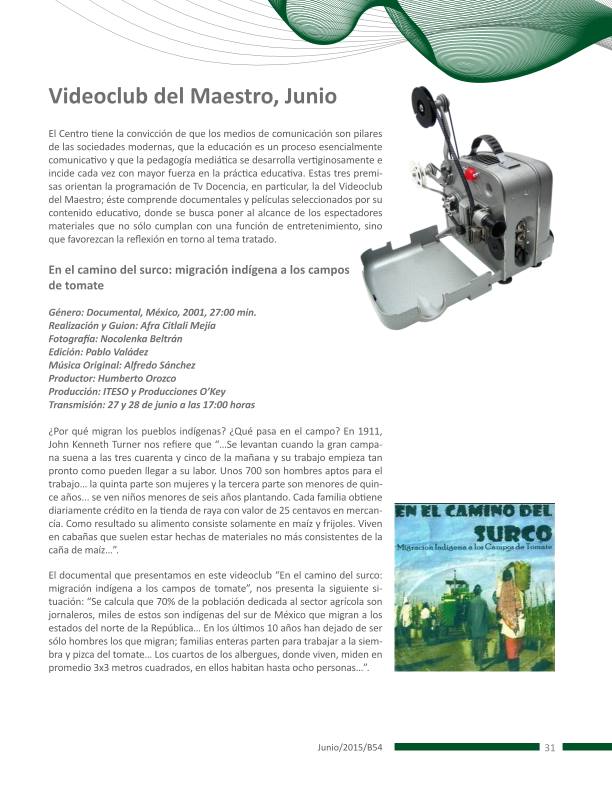 Videoclub del Maestro, Junio
El Centro tiene la convicción de que los medios de comunicación son pilares
de las sociedades modernas, que la educación es un proceso esencialmente
comunicativo y que la pedagogía mediática se desarrolla vertiginosamente e
incide cada vez con mayor fuerza en la práctica educativa. Estas tres premi-
sas orientan la programación de Tv Docencia, en particular, la del Videoclub
del Maestro; éste comprende documentales y películas seleccionados por su
contenido educativo, donde se busca poner al alcance de los espectadores
materiales que no sólo cumplan con una función de entretenimiento, sino
que favorezcan la reflexión en torno al tema tratado.
En el camino del surco: migración indígena a los campos
de tomate
Género: Documental, México, 2001, 27:00 min.
Realización y Guion: Afra Citlali Mejía
Fotografía: Nocolenka Beltrán
Edición: Pablo Valádez
Música Original: Alfredo Sánchez
Productor: Humberto Orozco
Producción: ITESO y Producciones O’Key
Transmisión: 27 y 28 de junio a las 17:00 horas
¿Por qué migran los pueblos indígenas? ¿Qué pasa en el campo? En 1911,
John Kenneth Turner nos refiere que “…Se levantan cuando la gran campa-
na suena a las tres cuarenta y cinco de la mañana y su trabajo empieza tan
pronto como pueden llegar a su labor. Unos 700 son hombres aptos para el
trabajo… la quinta parte son mujeres y la tercera parte son menores de quin-
ce años... se ven niños menores de seis años plantando. Cada familia obtiene
diariamente crédito en la tienda de raya con valor de 25 centavos en mercan-
cía. Como resultado su alimento consiste solamente en maíz y frijoles. Viven
en cabañas que suelen estar hechas de materiales no más consistentes de la
caña de maíz…”.
El documental que presentamos en este videoclub “En el camino del surco:
migración indígena a los campos de tomate”, nos presenta la siguiente si-
tuación: “Se calcula que 70% de la población dedicada al sector agrícola son
jornaleros, miles de estos son indígenas del sur de México que migran a los
estados del norte de la República… En los últimos 10 años han dejado de ser
sólo hombres los que migran; familias enteras parten para trabajar a la siem-
bra y pizca del tomate… Los cuartos de los albergues, donde viven, miden en
promedio 3x3 metros cuadrados, en ellos habitan hasta ocho personas…”.
EN EL CAMINO DEL
SURCO
Migración Indígena a los Campos de Tomate
Junio/2015/B54
31